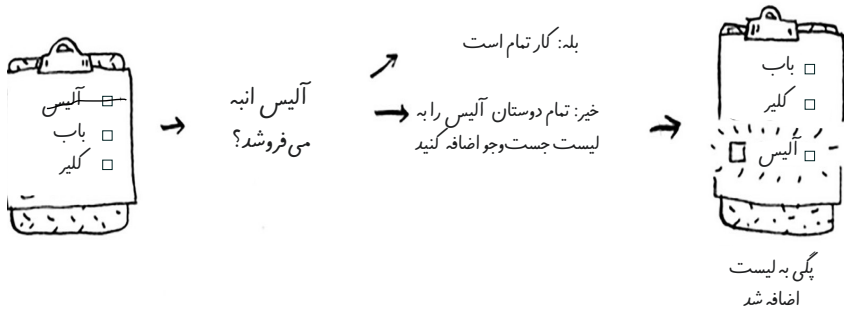 آلیس
باب
کلیر
آلیس انبه
می‌فروشد؟
بله: کار تمام است
خیر: تمام دوستان آلیس را به
لیست جست‌وجو اضافه کنید
باب
کلیر
آلیس
پگی به لیست
اضافه شد